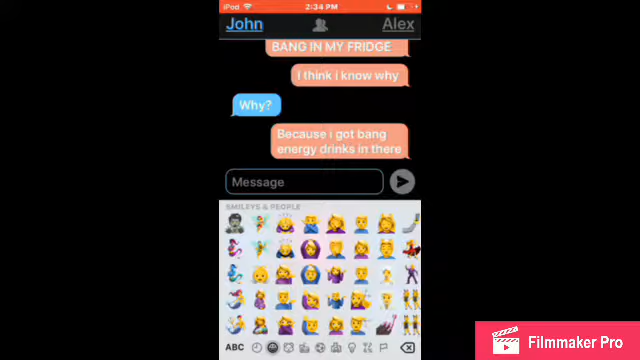 iPod 2:34 PM
John Alex
BANG IN MY FRIDGE
I think i know why
Why?
Because i got bang
energy drinks in there
Message
SMILEYS & PEOPLE
ABC
Filmmaker Pro